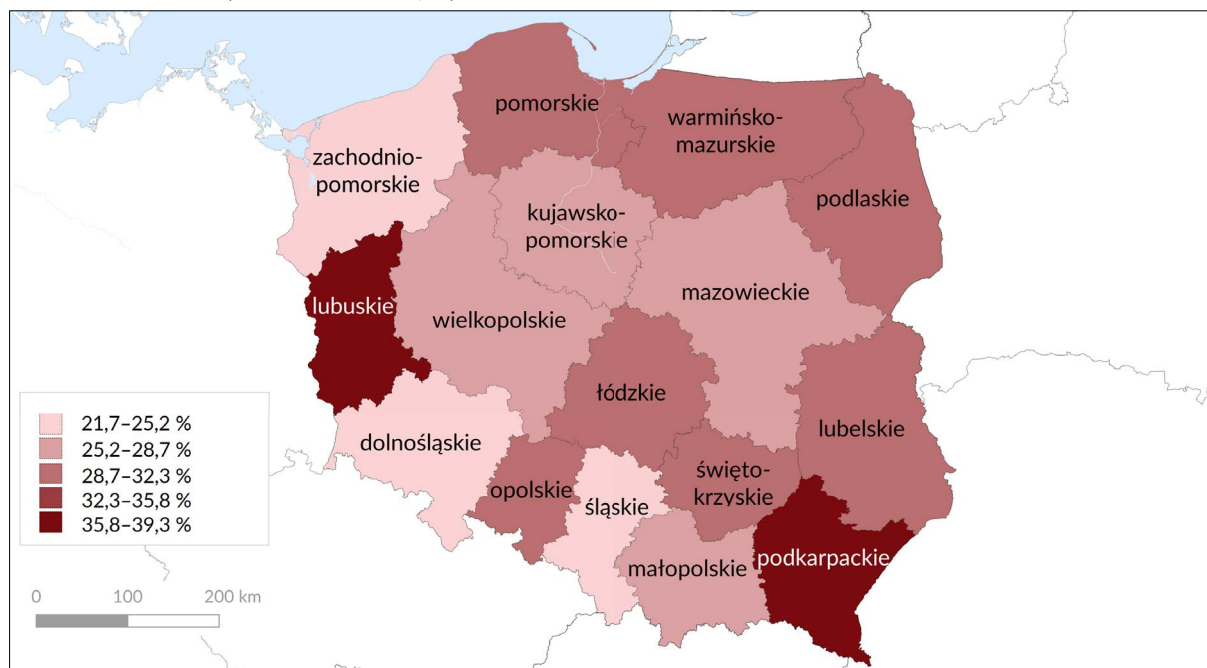 pomorskie
warmińsko-
mazurskie
zachodnio-
pomorskie
podlaskie
kujawsko-
pomorskie
mazowieckie
lubuskie
wielkopolskie
łódzkie
lubelskie
dolnośląskie
święto-
krzyskie
opolskie
śląskie
podkarpackie
małopolskie
21,7–25,2 %
25,2–28,7 %
28,7–32,3 %
32,3–35,8 %
35,8–39,3 %
0 100 200 km